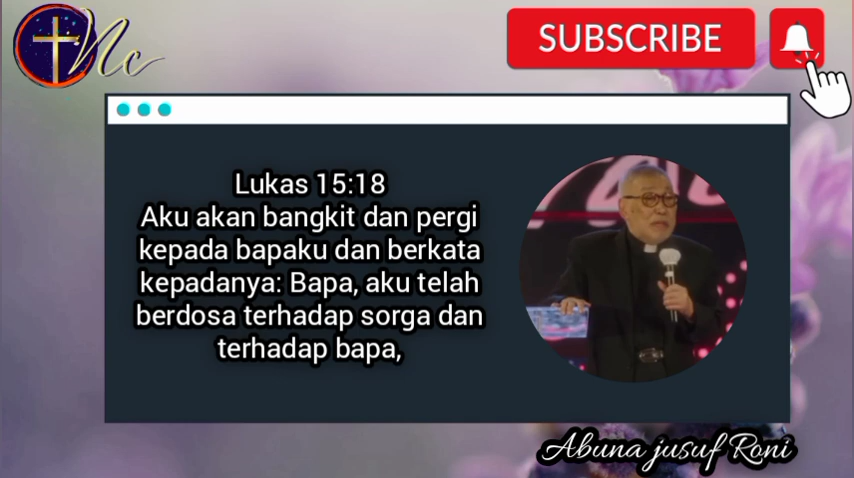 Nc
SUBSCRIBE
Lukas 15:18
Aku akan bangkit dan pergi
kepada bapaku dan berkata
kepadanya: Bapa, aku telah
berdosa terhadap sorga dan
terhadap bapa,
Abuna jusuf Roni